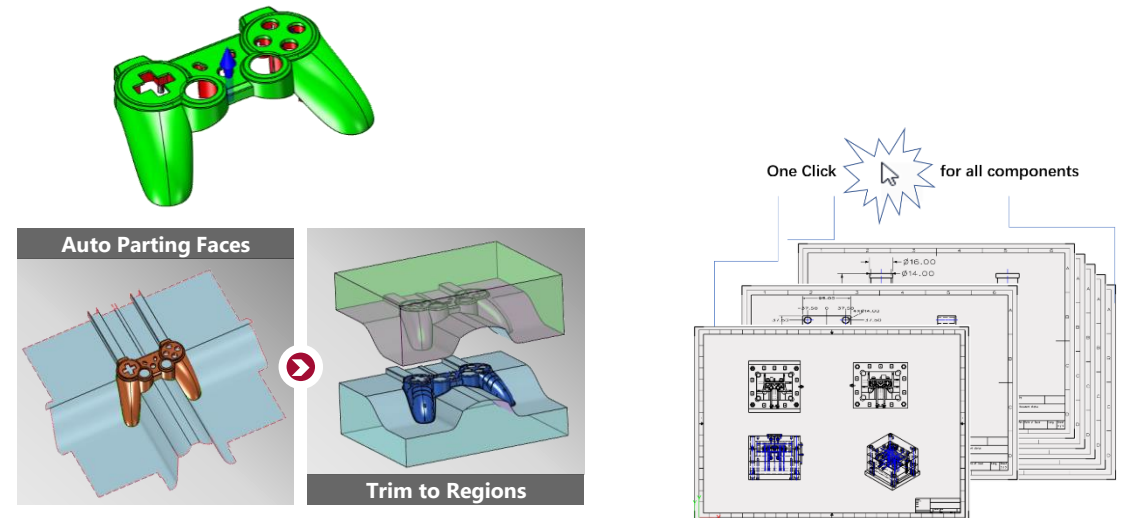 One Click
for all components
Auto Parting Faces
Trim to Regions
Ø16.00
Ø14.00